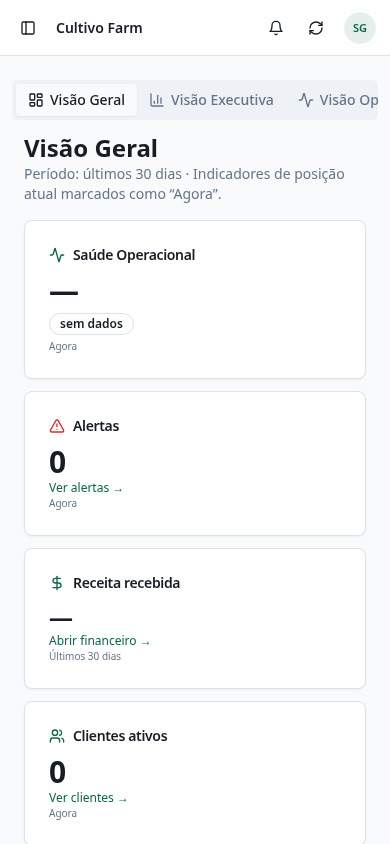 Cultivo Farm
SG
Visão Geral
Visão Executiva
Visão Op
Visão Geral
Período: últimos 30 dias · Indicadores de posição
atual marcados como “Agora”.
Saúde Operacional
—
sem dados
Agora
Alertas
0
Ver alertas →
Agora
Receita recebida
—
Abrir financeiro →
Últimos 30 dias
Clientes ativos
0
Ver clientes →
Agora